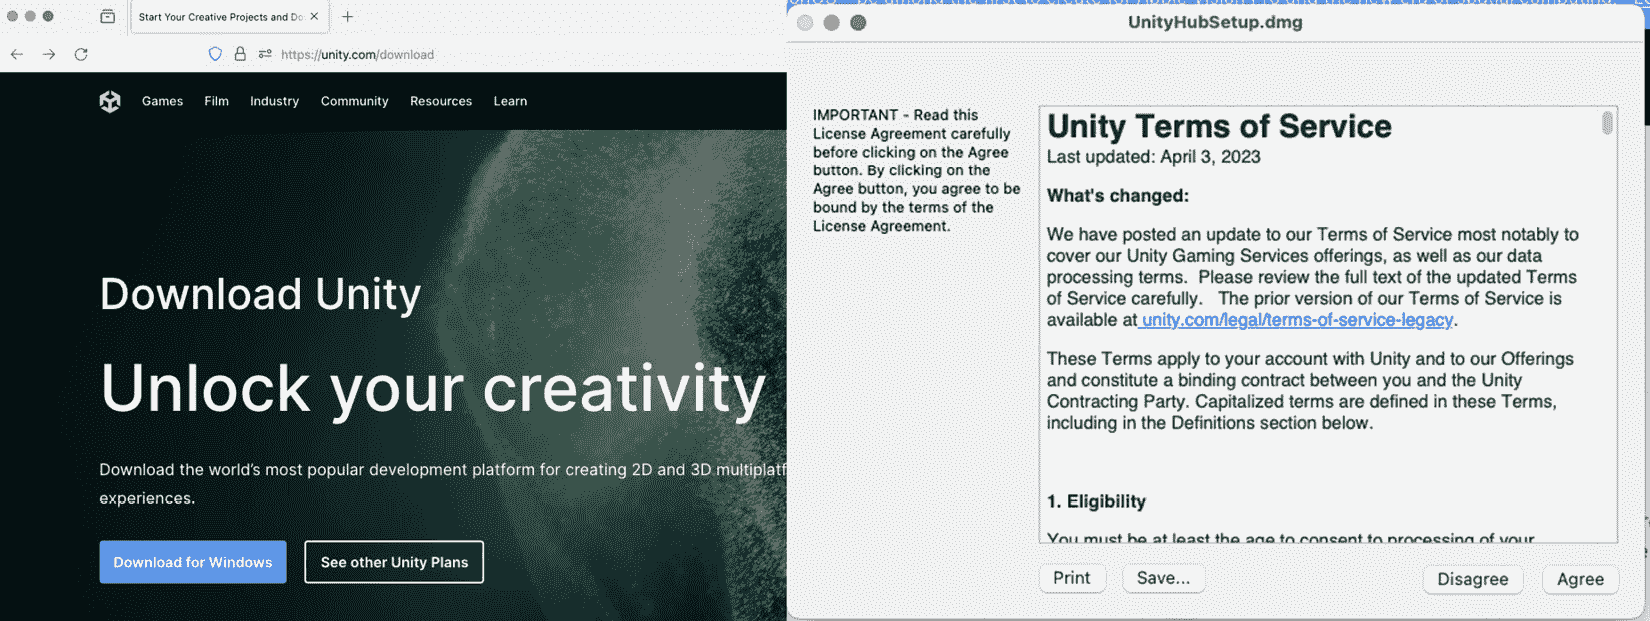 Start Your Creative Projects and Do
https://unity.com/download
Games Film Industry Community Resources Learn
Download Unity
Unlock your creativity
Download the world's most popular development platform for creating 2D and 3D
experiences.
Download for Windows
See other Unity Plans
UnityHubSetup.dmg
IMPORTANT - Read this
License Agreement carefully
before clicking on the Agree
button. By clicking on the
Agree button, you agree to be
bound by the terms of the
License Agreement.
Unity Terms of Service
Last updated: April 3, 2023
What's changed:
We have posted an update to our Terms of Service most notably to
cover our Unity Gaming Services offerings, as well as our data
processing terms. Please review the full text of the updated Terms
of Service carefully. The prior version of our Terms of Service is
available at unity.com/legal/terms-of-service-legacy.
These Terms apply to your account with Unity and to our Offerings
and constitute a binding contract between you and the Unity
Contracting Party. Capitalized terms are defined in these Terms,
including in the Definitions section below.
1. Eligibility
You must be at least the age to consent to processing of your
Print
Save...
Disagree
Agree